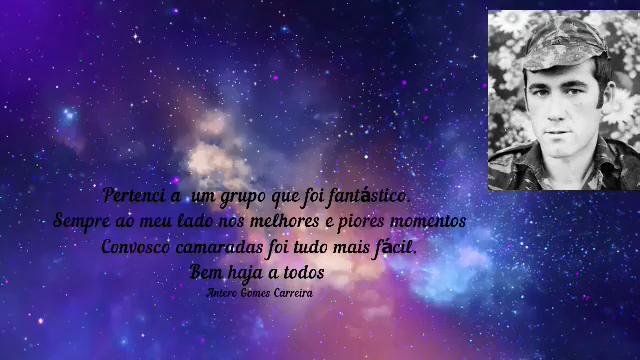 Pertenci a um grupo que foi fantástico.
Sempre ao meu lado nos melhores e piores momentos
Convosco camaradas foi tudo mais fácil.
Bem haja a todos
Antero Gomes Carreira